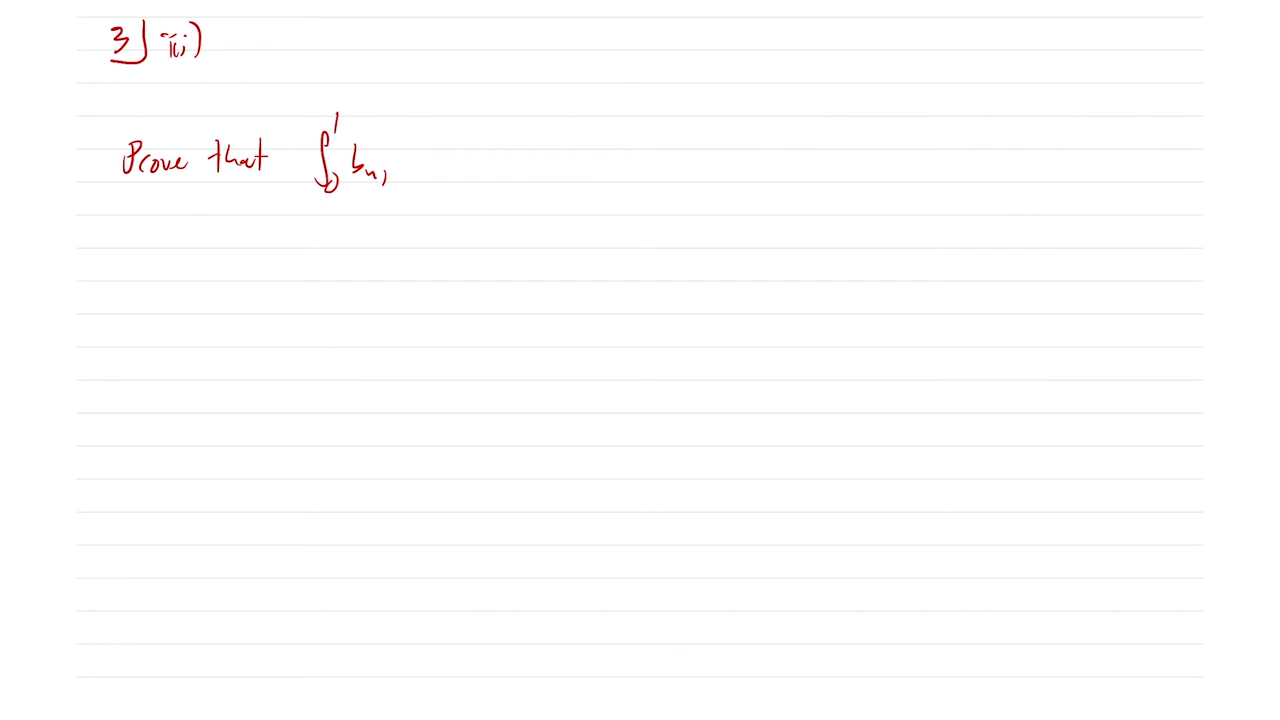 3] iii)
Prove that ∫₀¹ bₙ,